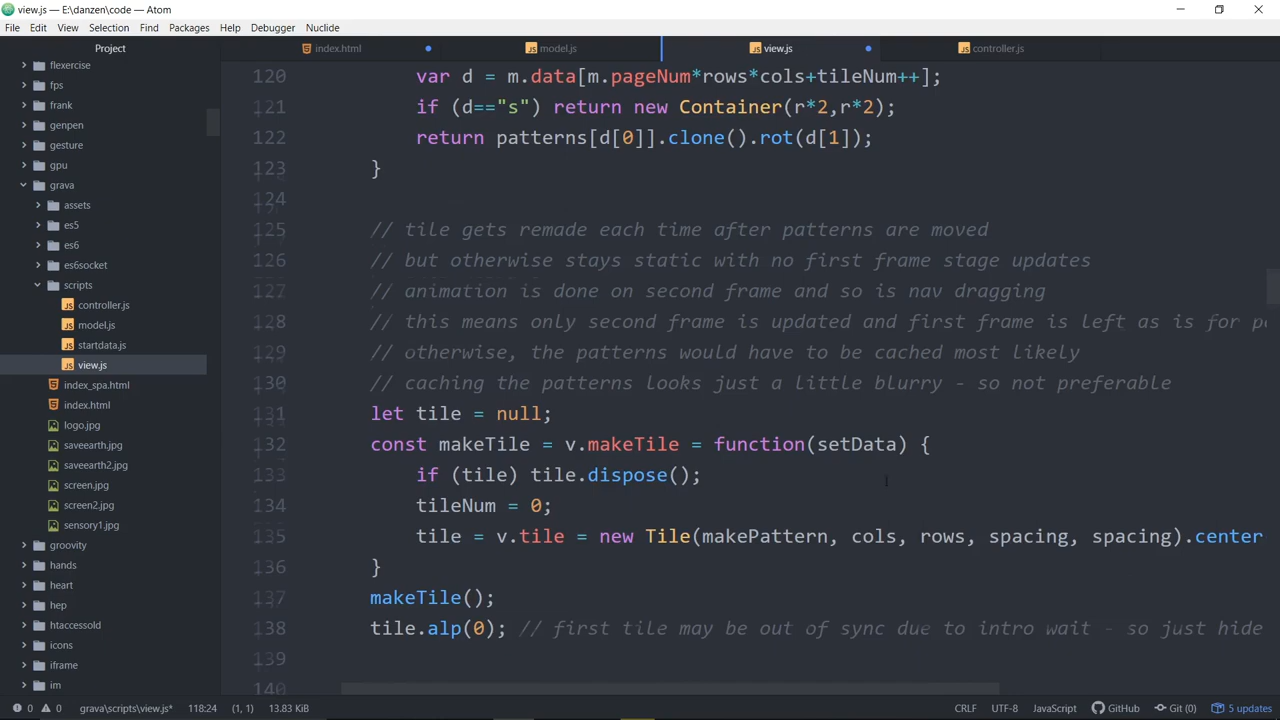 view.js — E:\danzen\code — Atom
File Edit View Selection Find Packages Help Debugger Nuclide
Project
index.html
model.js
view.js
controller.js
flexercise
fps
frank
genpen
gesture
gpu
grava
assets
es5
es6
es6socket
scripts
controller.js
model.js
startdata.js
view.js
index_spa.html
index.html
logo.jpg
saveearth.jpg
saveearth2.jpg
screen.jpg
screen2.jpg
sensory1.jpg
groovity
hands
heart
hep
htaccessold
icons
iframe
im
120 var d = m.data[m.pageNum*rows*cols+tileNum++];
121 if (d=="s") return new Container(r*2,r*2);
122 return patterns[d[0]].clone().rot(d[1]);
123 }
124
125 // tile gets remade each time after patterns are moved
126 // but otherwise stays static with no first frame stage updates
127 // animation is done on second frame and so is nav dragging
128 // this means only second frame is updated and first frame is left as is for
129 // otherwise, the patterns would have to be cached most likely
130 // caching the patterns looks just a little blurry - so not preferable
131 let tile = null;
132 const makeTile = v.makeTile = function(setData) {
133 if (tile) tile.dispose();
134 tileNum = 0;
135 tile = v.tile = new Tile(makePattern, cols, rows, spacing, spacing).center
136 }
137 makeTile();
138 tile.alp(0); // first tile may be out of sync due to intro wait - so just hide
139
140
0 0 0 grava\scripts\view.js* 118:24 (1, 1) 13.83 KiB CRLF UTF-8 JavaScript GitHub Git (0) 5 updates